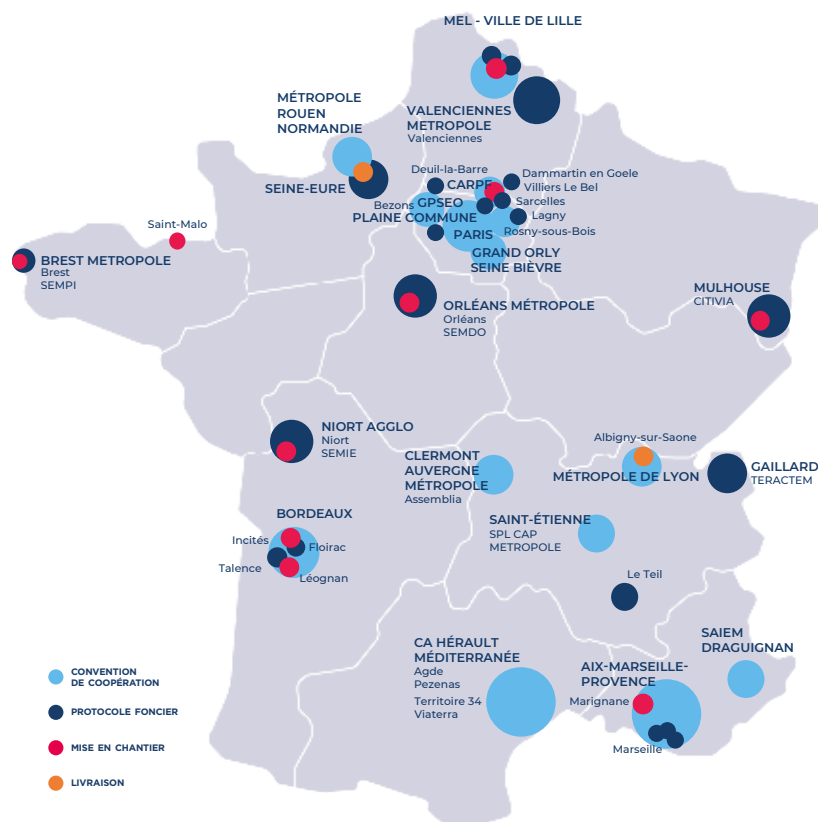 MEL - VILLE DE LILLE
MÉTROPOLE
ROUEN
NORMANDIE
VALENCIENNES
METROPOLE
Valenciennes
SEINE-EURE
Deuil-la-Barre
CARPF
Dammartin en Goele
Villiers Le Bel
Bezons
GPSEO
Sarcelles
PLAINE COMMUNE
Lagny
PARIS
Rosny-sous-Bois
GRAND ORLY
SEINE BIÈVRE
Saint-Malo
BREST METROPOLE
Brest
SEMPI
ORLÉANS MÉTROPOLE
Orléans
SEMDO
MULHOUSE
CITIVIA
NIORT AGGLO
Niort
SEMIE
CLERMONT
AUVERGNE
MÉTROPOLE
Assemblia
Albigny-sur-Saone
MÉTROPOLE DE LYON
GAILLARD
TERACTEM
BORDEAUX
Incités
Floirac
Talence
Léognan
SAINT-ÉTIENNE
SPL CAP
METROPOLE
Le Teil
CA HÉRAULT
MÉDITERRANÉE
Agde
Pezenas
Territoire 34
Viaterra
AIX-MARSEILLE-
PROVENCE
Marignane
Marseille
SAIEM
DRAGUIGNAN
CONVENTION
DE COOPÉRATION
PROTOCOLE FONCIER
MISE EN CHANTIER
LIVRAISON